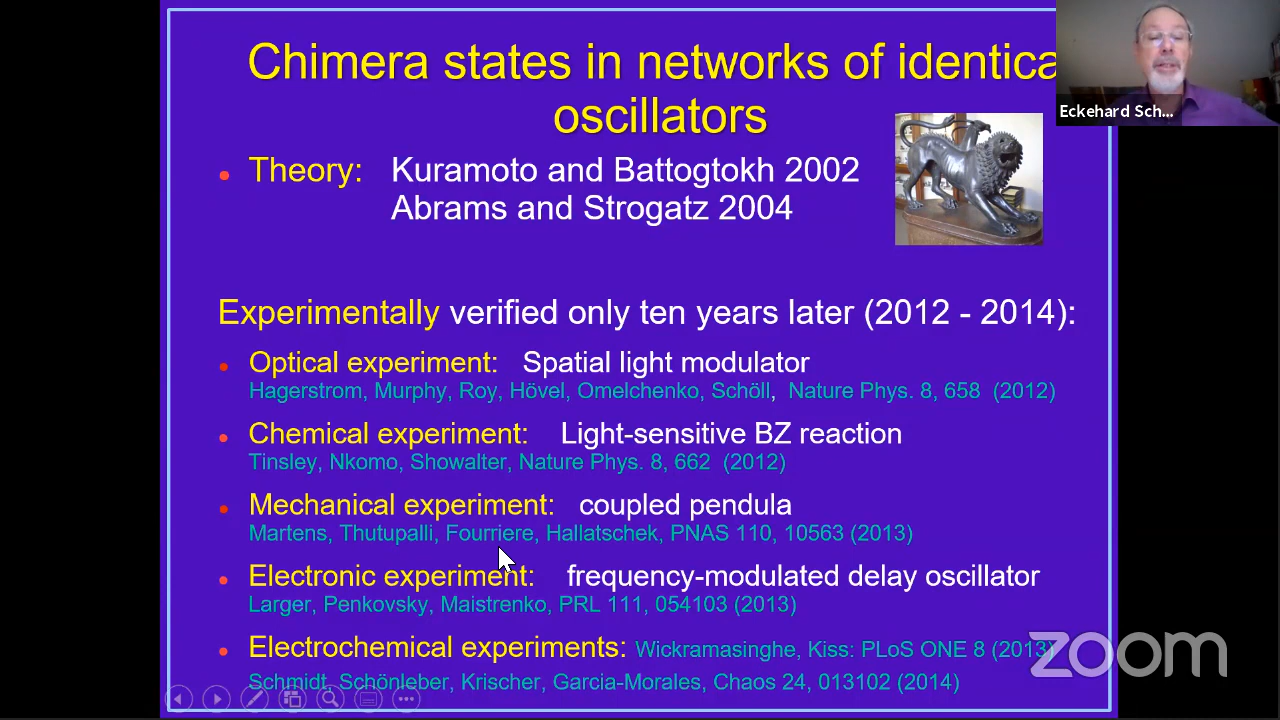 Chimera states in networks of identica
oscillators
Eckehard Sch...
Theory: Kuramoto and Battogtokh 2002
Abrams and Strogatz 2004
Experimentally verified only ten years later (2012 - 2014):
Optical experiment: Spatial light modulator
Hagerstrom, Murphy, Roy, Hövel, Omelchenko, Schöll, Nature Phys. 8, 658 (2012)
Chemical experiment: Light-sensitive BZ reaction
Tinsley, Nkomo, Showalter, Nature Phys. 8, 662 (2012)
Mechanical experiment: coupled pendula
Martens, Thutupalli, Fourriere, Hallatschek, PNAS 110, 10563 (2013)
Electronic experiment: frequency-modulated delay oscillator
Larger, Penkovsky, Maistrenko, PRL 111, 054103 (2013)
Electrochemical experiments: Wickramasinghe, Kiss: PLoS ONE 8 (2013)
Schmidt, Schönleber, Krischer, Garcia-Morales, Chaos 24, 013102 (2014)
zoom